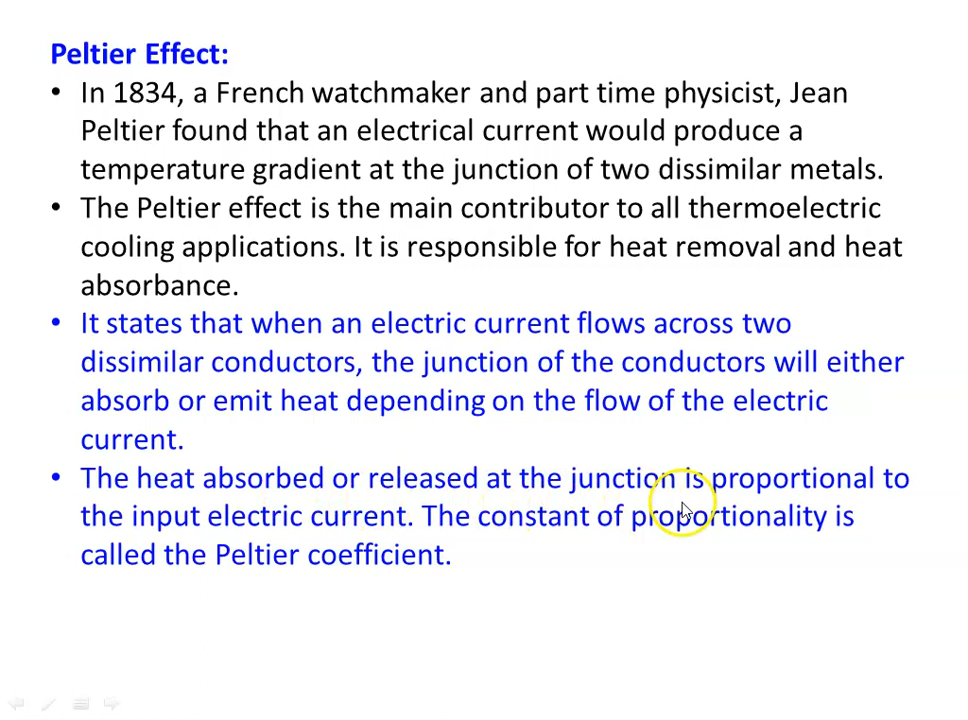 Peltier Effect:
• In 1834, a French watchmaker and part time physicist, Jean
Peltier found that an electrical current would produce a
temperature gradient at the junction of two dissimilar metals.
• The Peltier effect is the main contributor to all thermoelectric
cooling applications. It is responsible for heat removal and heat
absorbance.
• It states that when an electric current flows across two
dissimilar conductors, the junction of the conductors will either
absorb or emit heat depending on the flow of the electric
current.
• The heat absorbed or released at the junction is proportional to
the input electric current. The constant of proportionality is
called the Peltier coefficient.